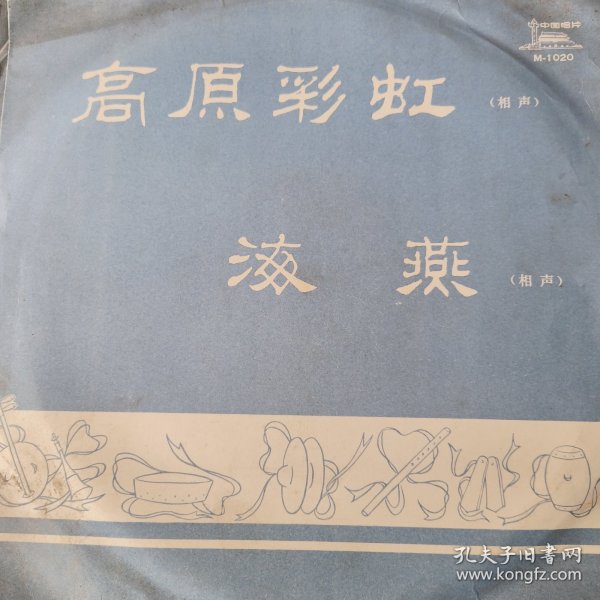 中国唱片
M-1020
高原彩虹（相声）
海燕（相声）
孔夫子旧书网
www.kongfz.com